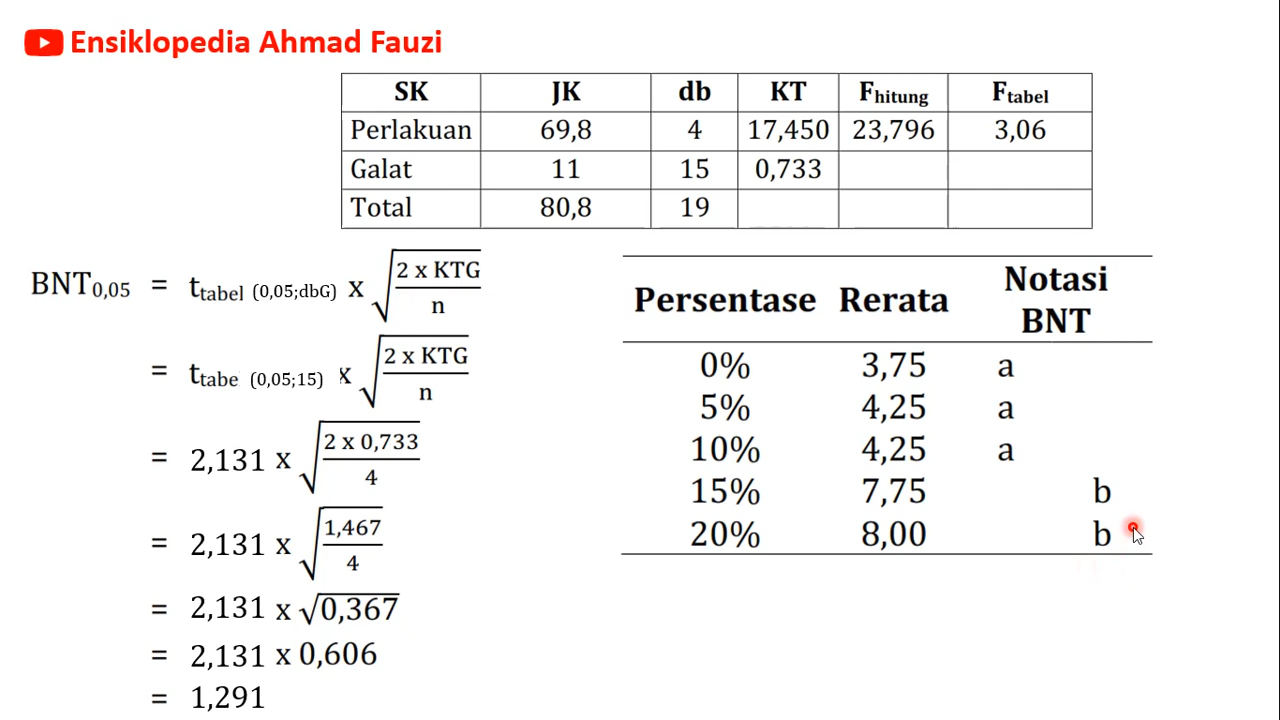 Ensiklopedia Ahmad Fauzi
SK JK db KT Fhitung Ftabel
Perlakuan 69,8 4 17,450 23,796 3,06
Galat 11 15 0,733
Total 80,8 19
BNT0,05 = ttabel (0,05;dbG) x √(2 x KTG / n)
= ttabe (0,05;15) x √(2 x KTG / n)
= 2,131 x √(2 x 0,733 / 4)
= 2,131 x √(1,467 / 4)
= 2,131 x √0,367
= 2,131 x 0,606
= 1,291
Persentase Rerata Notasi BNT
0% 3,75 a
5% 4,25 a
10% 4,25 a
15% 7,75 b
20% 8,00 b